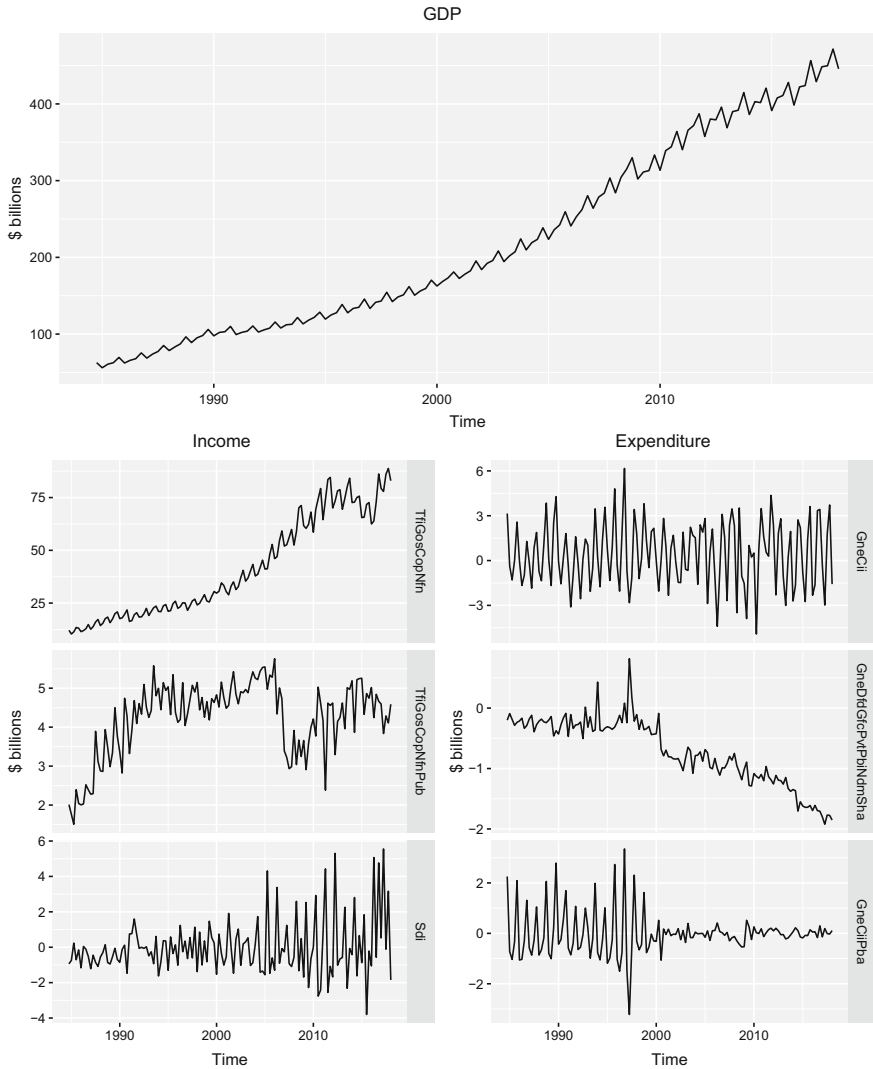 GDP
400
300
200
100
$ billions
1990
2000
2010
Time
Income
Expenditure
75
50
25
TfiGosCopNfn
6
3
0
−3
GneCii
5
4
3
2
TfiGosCopNfnPub
0
−1
−2
GneDfdGfcPvtPbiNdmSha
$ billions
$ billions
6
4
2
0
−2
−4
Sdi
2
0
−2
GneCiiPba
1990
2000
2010
1990
2000
2010
Time
Time